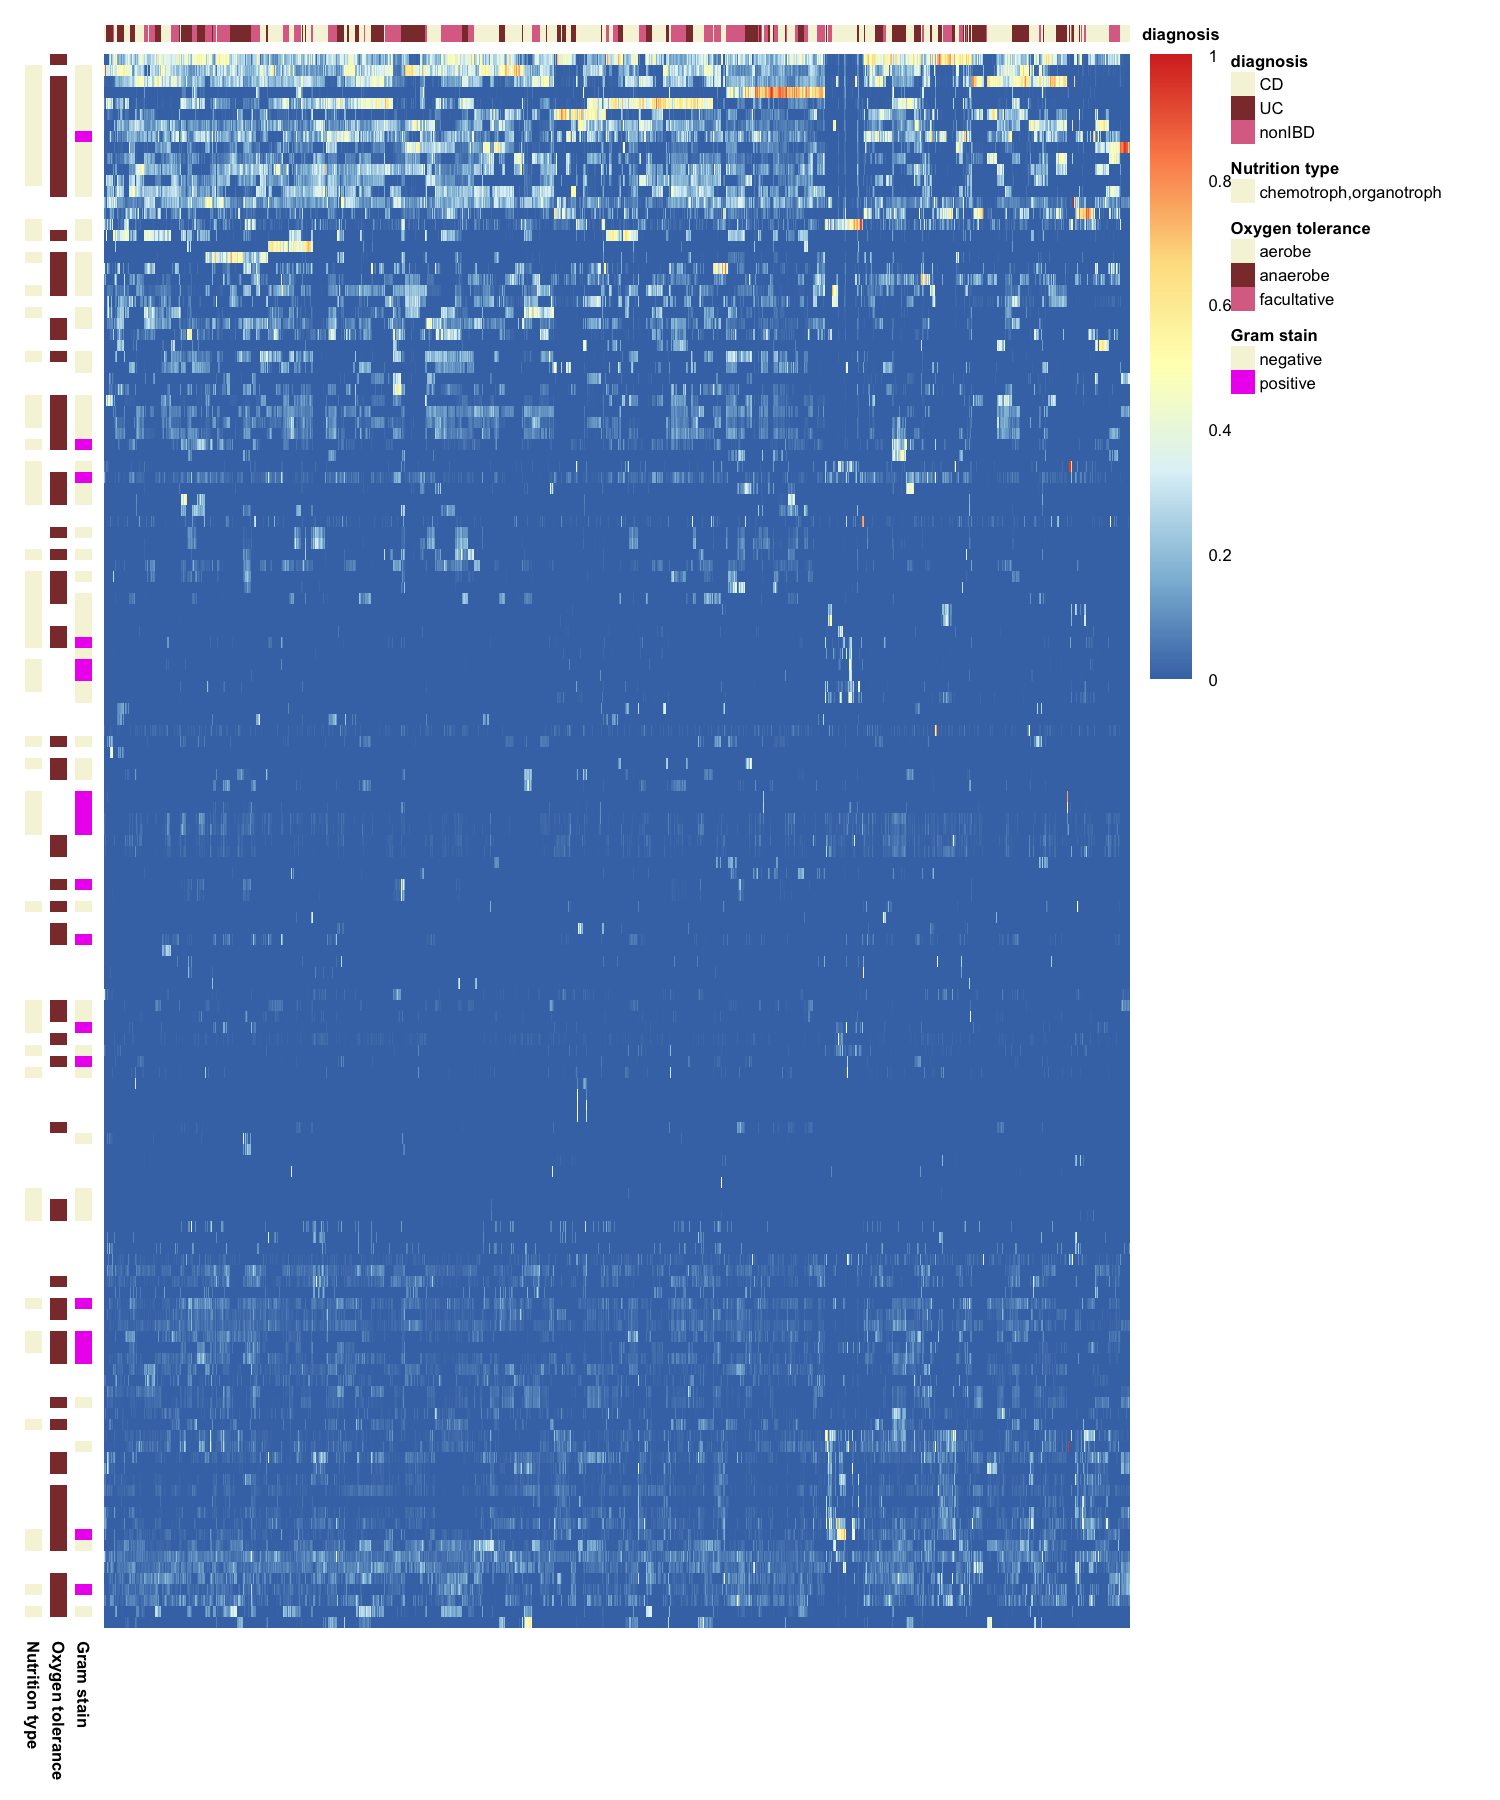 diagnosis
1
0.8
0.6
0.4
0.2
0
diagnosis
CD
UC
nonIBD
Nutrition type
chemotroph,organotroph
Oxygen tolerance
aerobe
anaerobe
facultative
Gram stain
negative
positive
Nutrition type
Oxygen tolerance
Gram stain